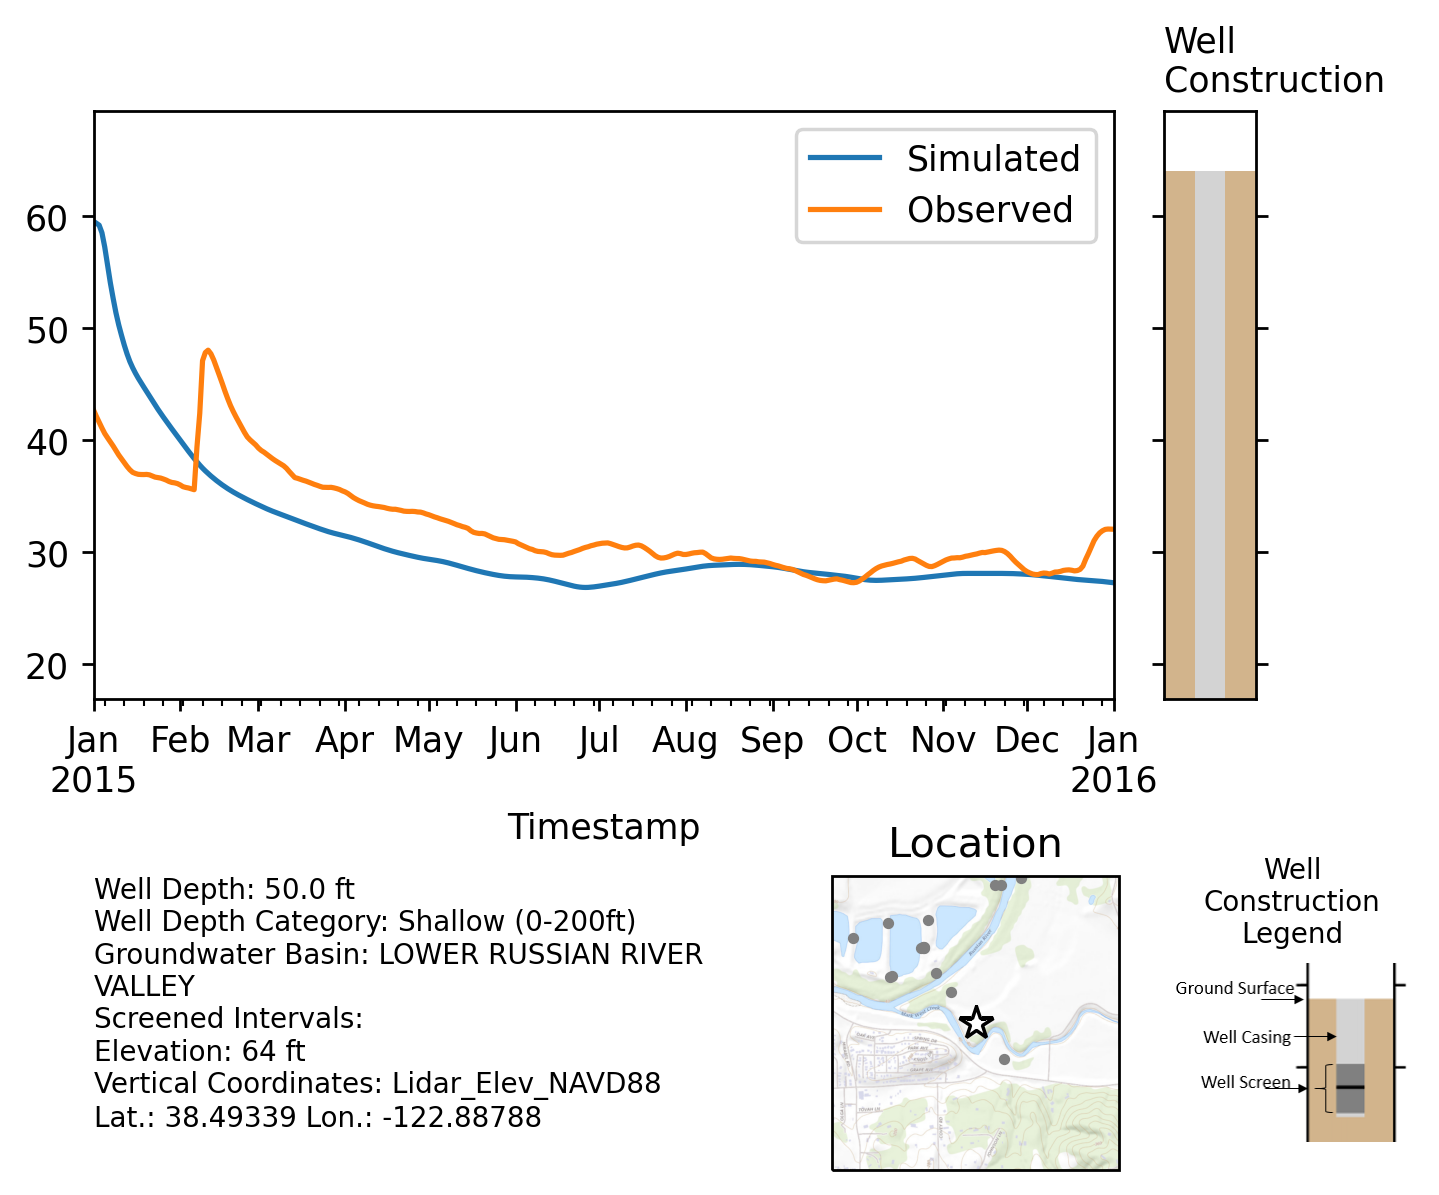 Well
Construction
Simulated
Observed
60
50
40
30
20
Jan
2015
Feb
Mar
Apr
May
Jun
Jul
Aug
Sep
Oct
Nov
Dec
Jan
2016
Timestamp
Well Depth: 50.0 ft
Well Depth Category: Shallow (0-200ft)
Groundwater Basin: LOWER RUSSIAN RIVER
VALLEY
Screened Intervals:
Elevation: 64 ft
Vertical Coordinates: Lidar_Elev_NAVD88
Lat.: 38.49339 Lon.: -122.88788
Location
Well
Construction
Legend
Ground Surface
Well Casing
Well Screen